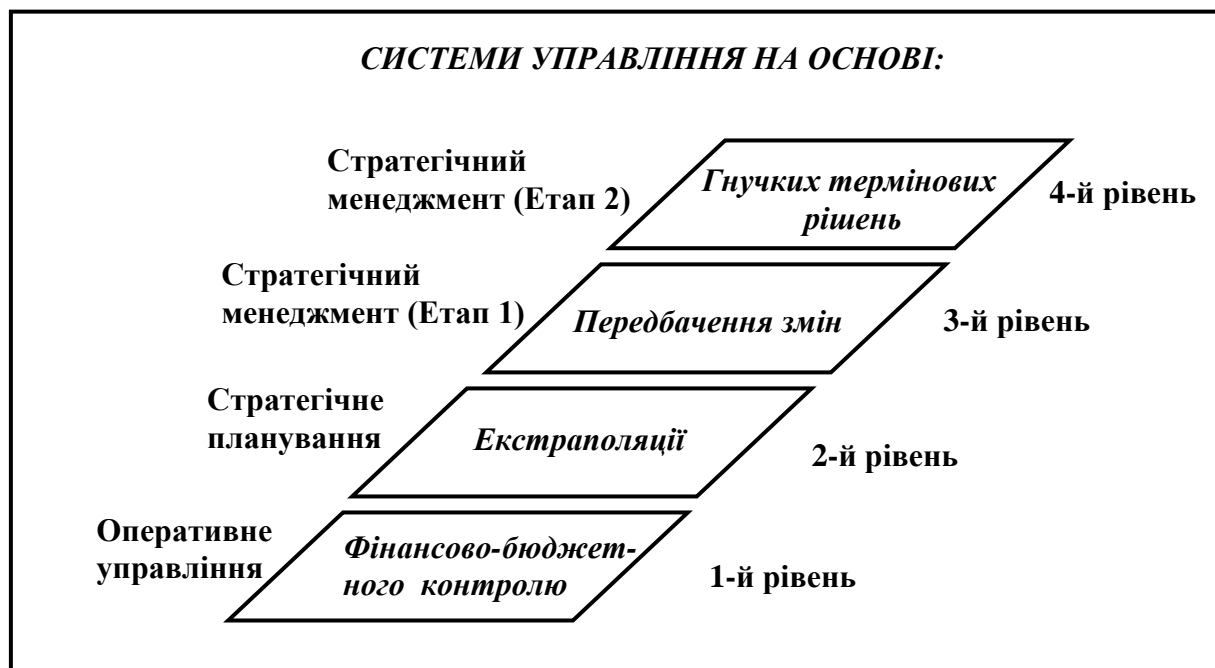 СИСТЕМИ УПРАВЛІННЯ НА ОСНОВІ:
Стратегічний
менеджмент (Етап 2)
Гнучких термінових
рішень
4-й рівень
Стратегічний
менеджмент (Етап 1)
Передбачення змін
3-й рівень
Стратегічне
планування
Екстраполяції
2-й рівень
Оперативне
управління
Фінансово-бюджет-
ного контролю
1-й рівень